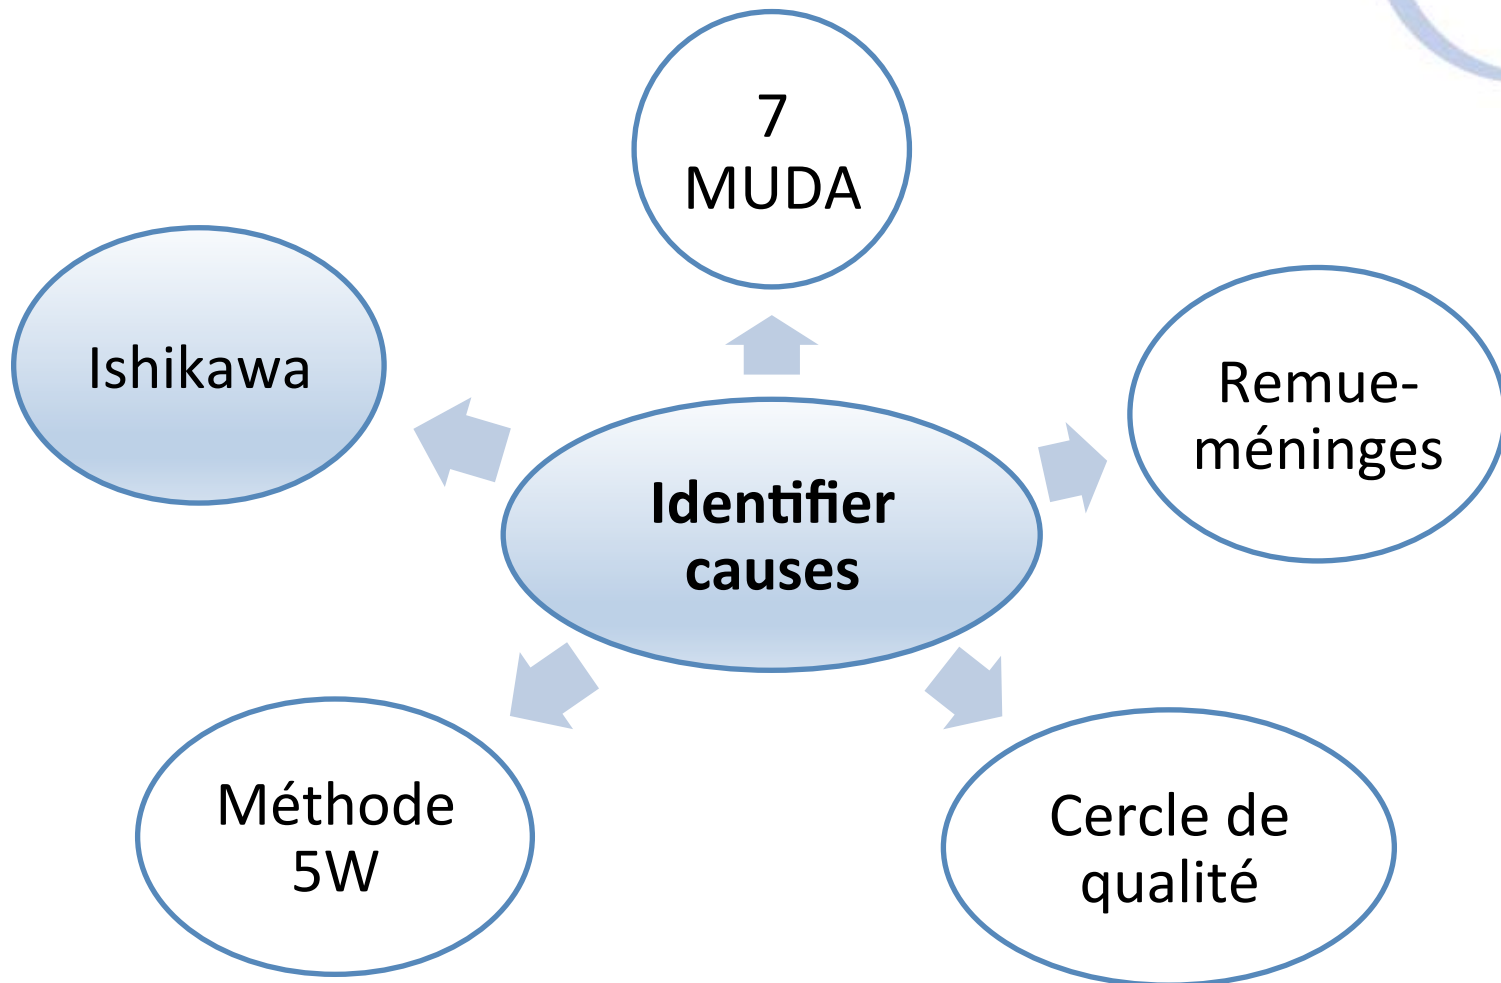 7
MUDA
Ishikawa
Remue-
méninges
Identifier
causes
Méthode
5W
Cercle de
qualité